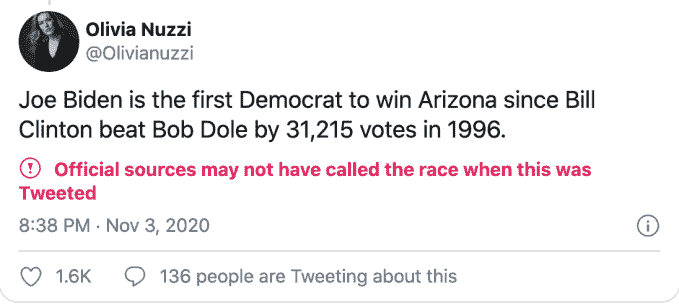 Olivia Nuzzi
@Olivianuzzi
Joe Biden is the first Democrat to win Arizona since Bill
Clinton beat Bob Dole by 31,215 votes in 1996.
Official sources may not have called the race when this was
Tweeted
8:38 PM · Nov 3, 2020
1.6K 136 people are Tweeting about this